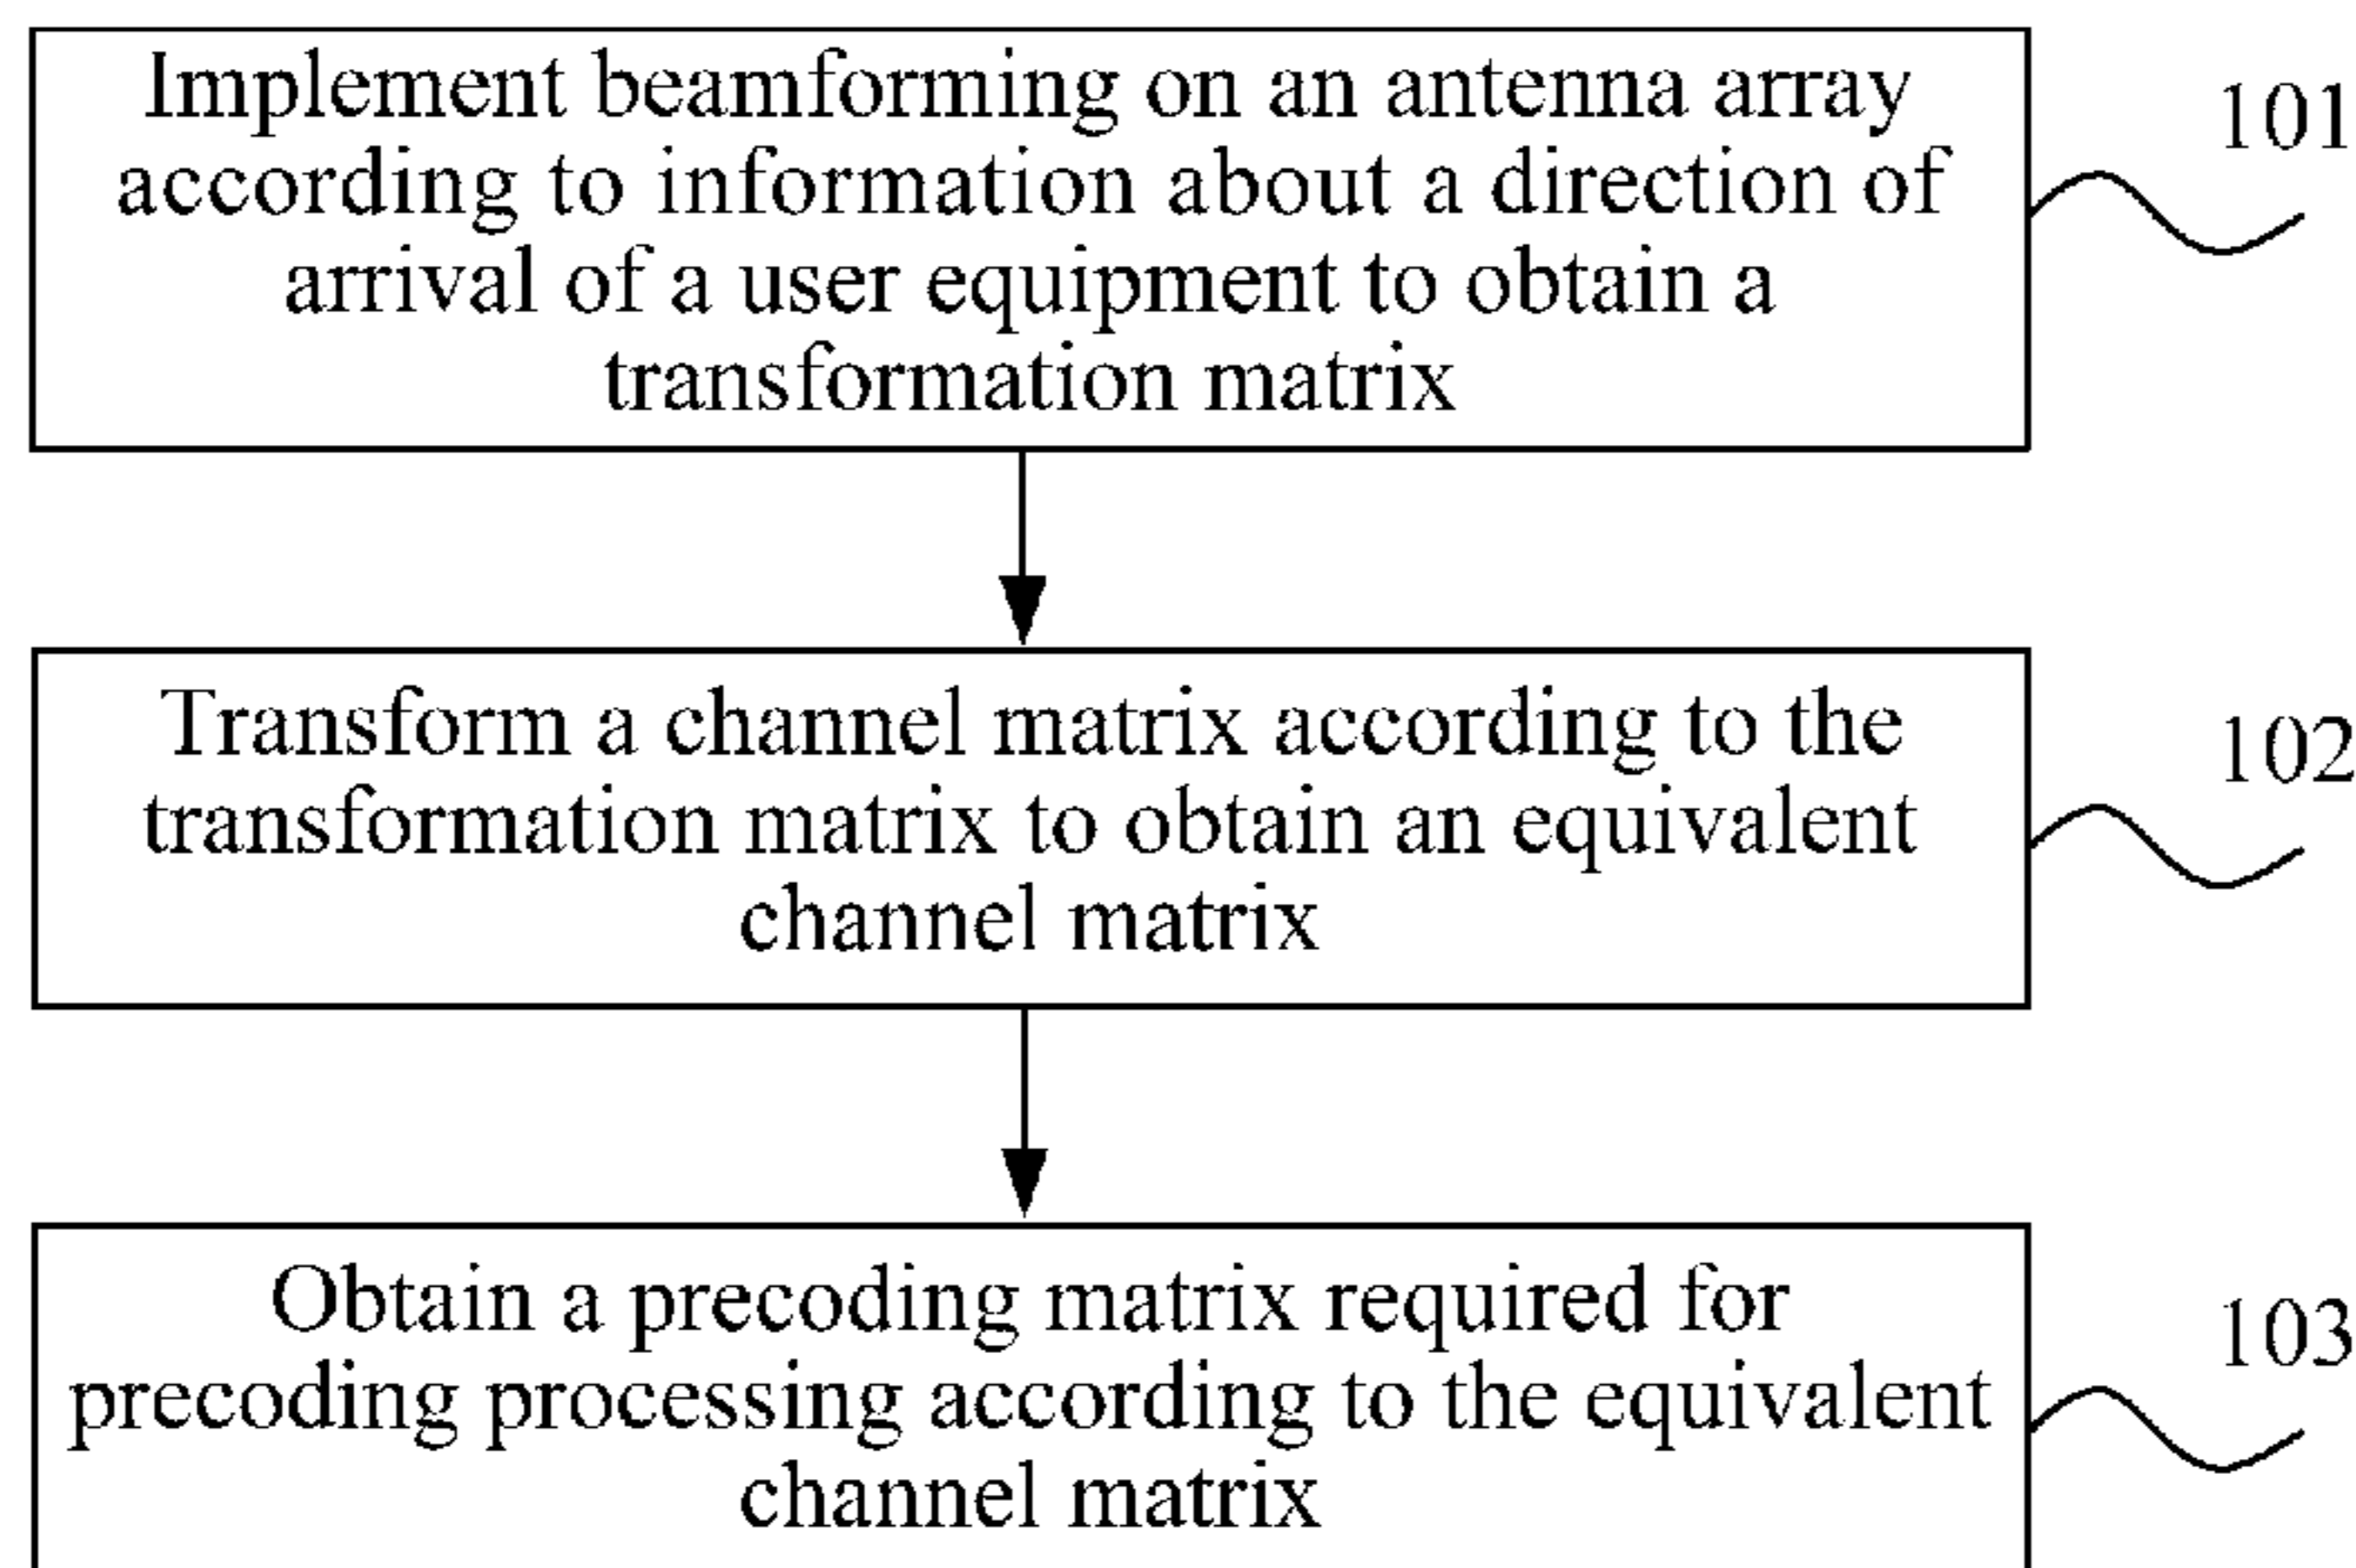 Implement beamforming on an antenna array
according to information about a direction of
arrival of a user equipment to obtain a
transformation matrix
101
Transform a channel matrix according to the
transformation matrix to obtain an equivalent
channel matrix
102
Obtain a precoding matrix required for
precoding processing according to the equivalent
channel matrix
103